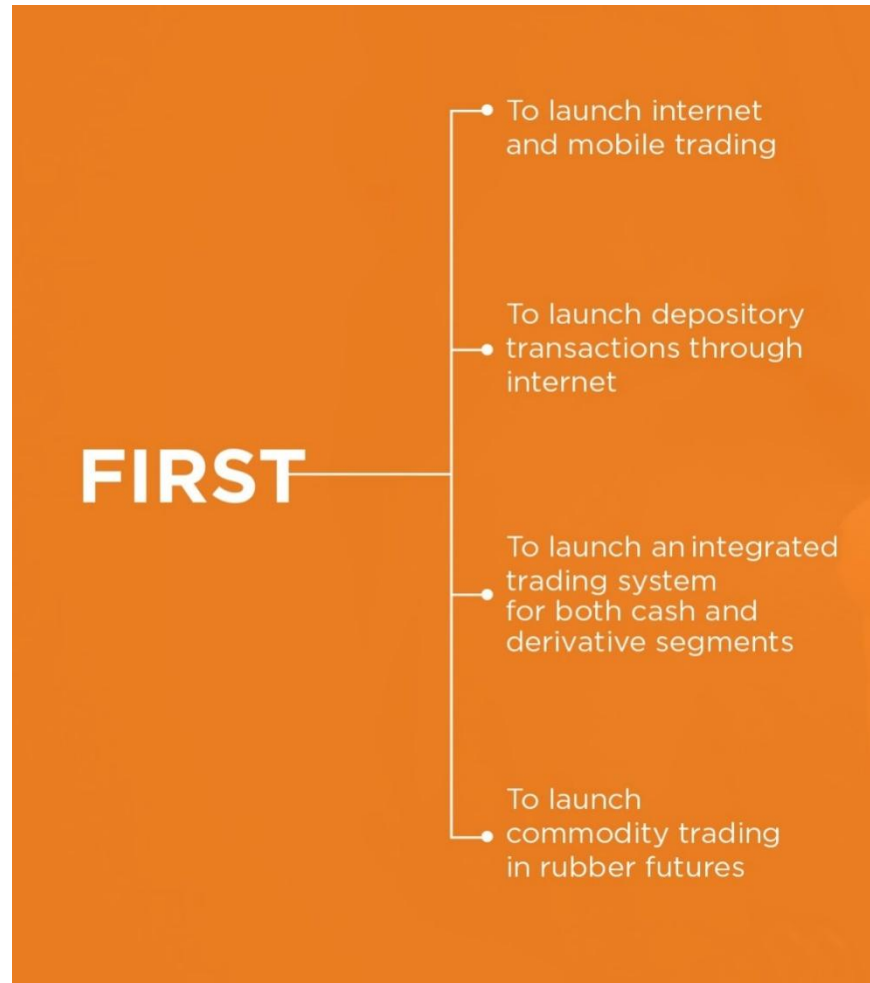 To launch internet
and mobile trading
To launch depository
transactions through
internet
FIRST
To launch an integrated
trading system
for both cash and
derivative segments
To launch
commodity trading
in rubber futures